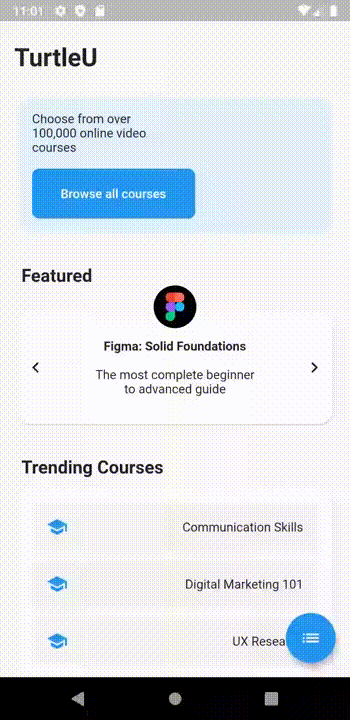 11:01
TurtleU
Choose from over
100,000 online video
courses
Browse all courses
Featured
Figma: Solid Foundations
The most complete beginner
to advanced guide
Trending Courses
Communication Skills
Digital Marketing 101
UX Resea